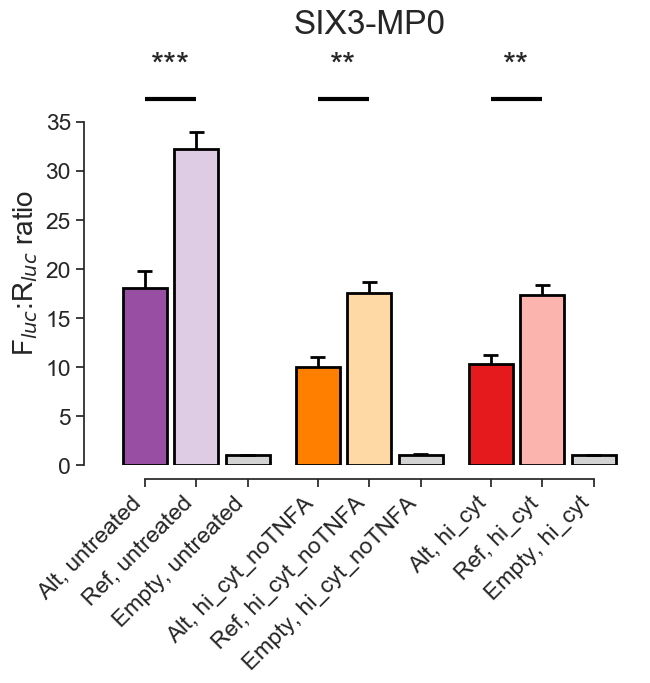 SIX3-MP0
*** ** **
35
30
25
20
15
10
5
0
Fluc:Rluc ratio
Alt, untreated
Ref, untreated
Empty, untreated
Alt, hi_cyt_noTNFA
Ref, hi_cyt_noTNFA
Empty, hi_cyt_noTNFA
Alt, hi_cyt
Ref, hi_cyt
Empty, hi_cyt